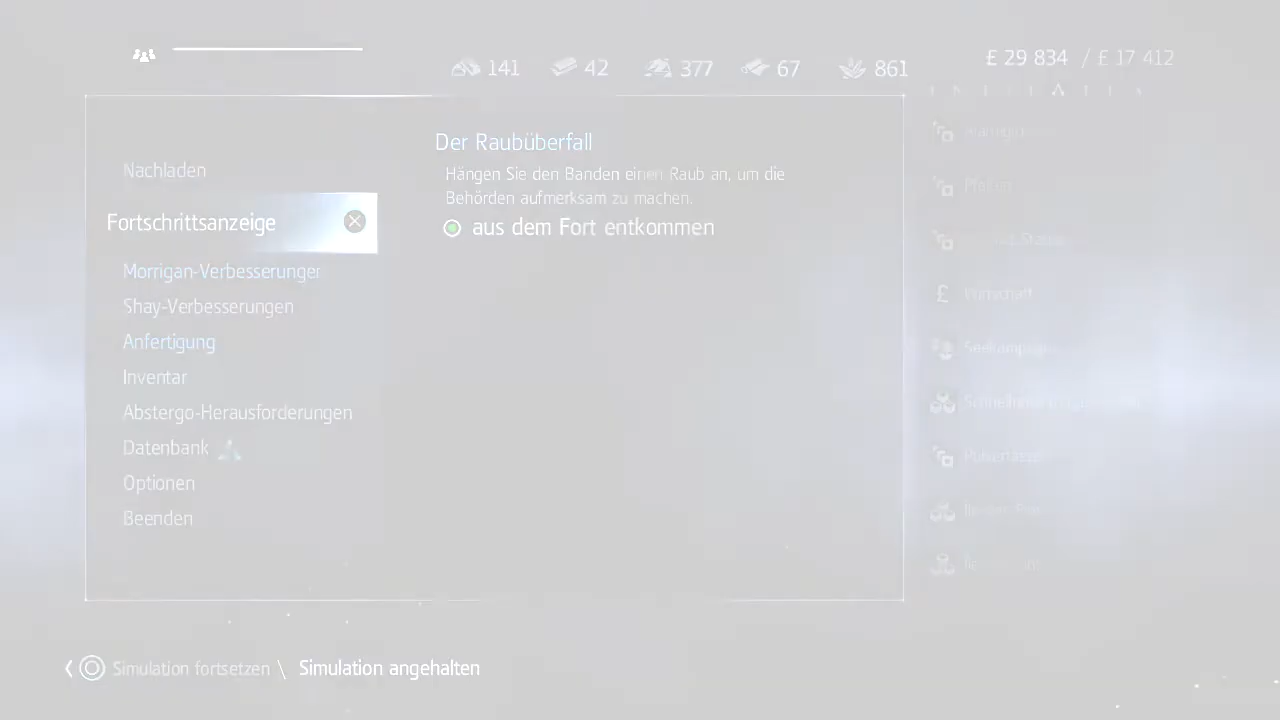 141 42 377 67 861 £ 29 834 / £ 17 412
Nachladen
Fortschrittsanzeige
Morrigan-Verbesserungen
Shay-Verbesserungen
Anfertigung
Inventar
Abstergo-Herausforderungen
Datenbank
Optionen
Beenden
Der Raubüberfall
Hängen Sie den Banden einen Raub an, um die
Behörden aufmerksam zu machen.
aus dem Fort entkommen
£ Wirtschaft
Simulation fortsetzen \ Simulation angehalten